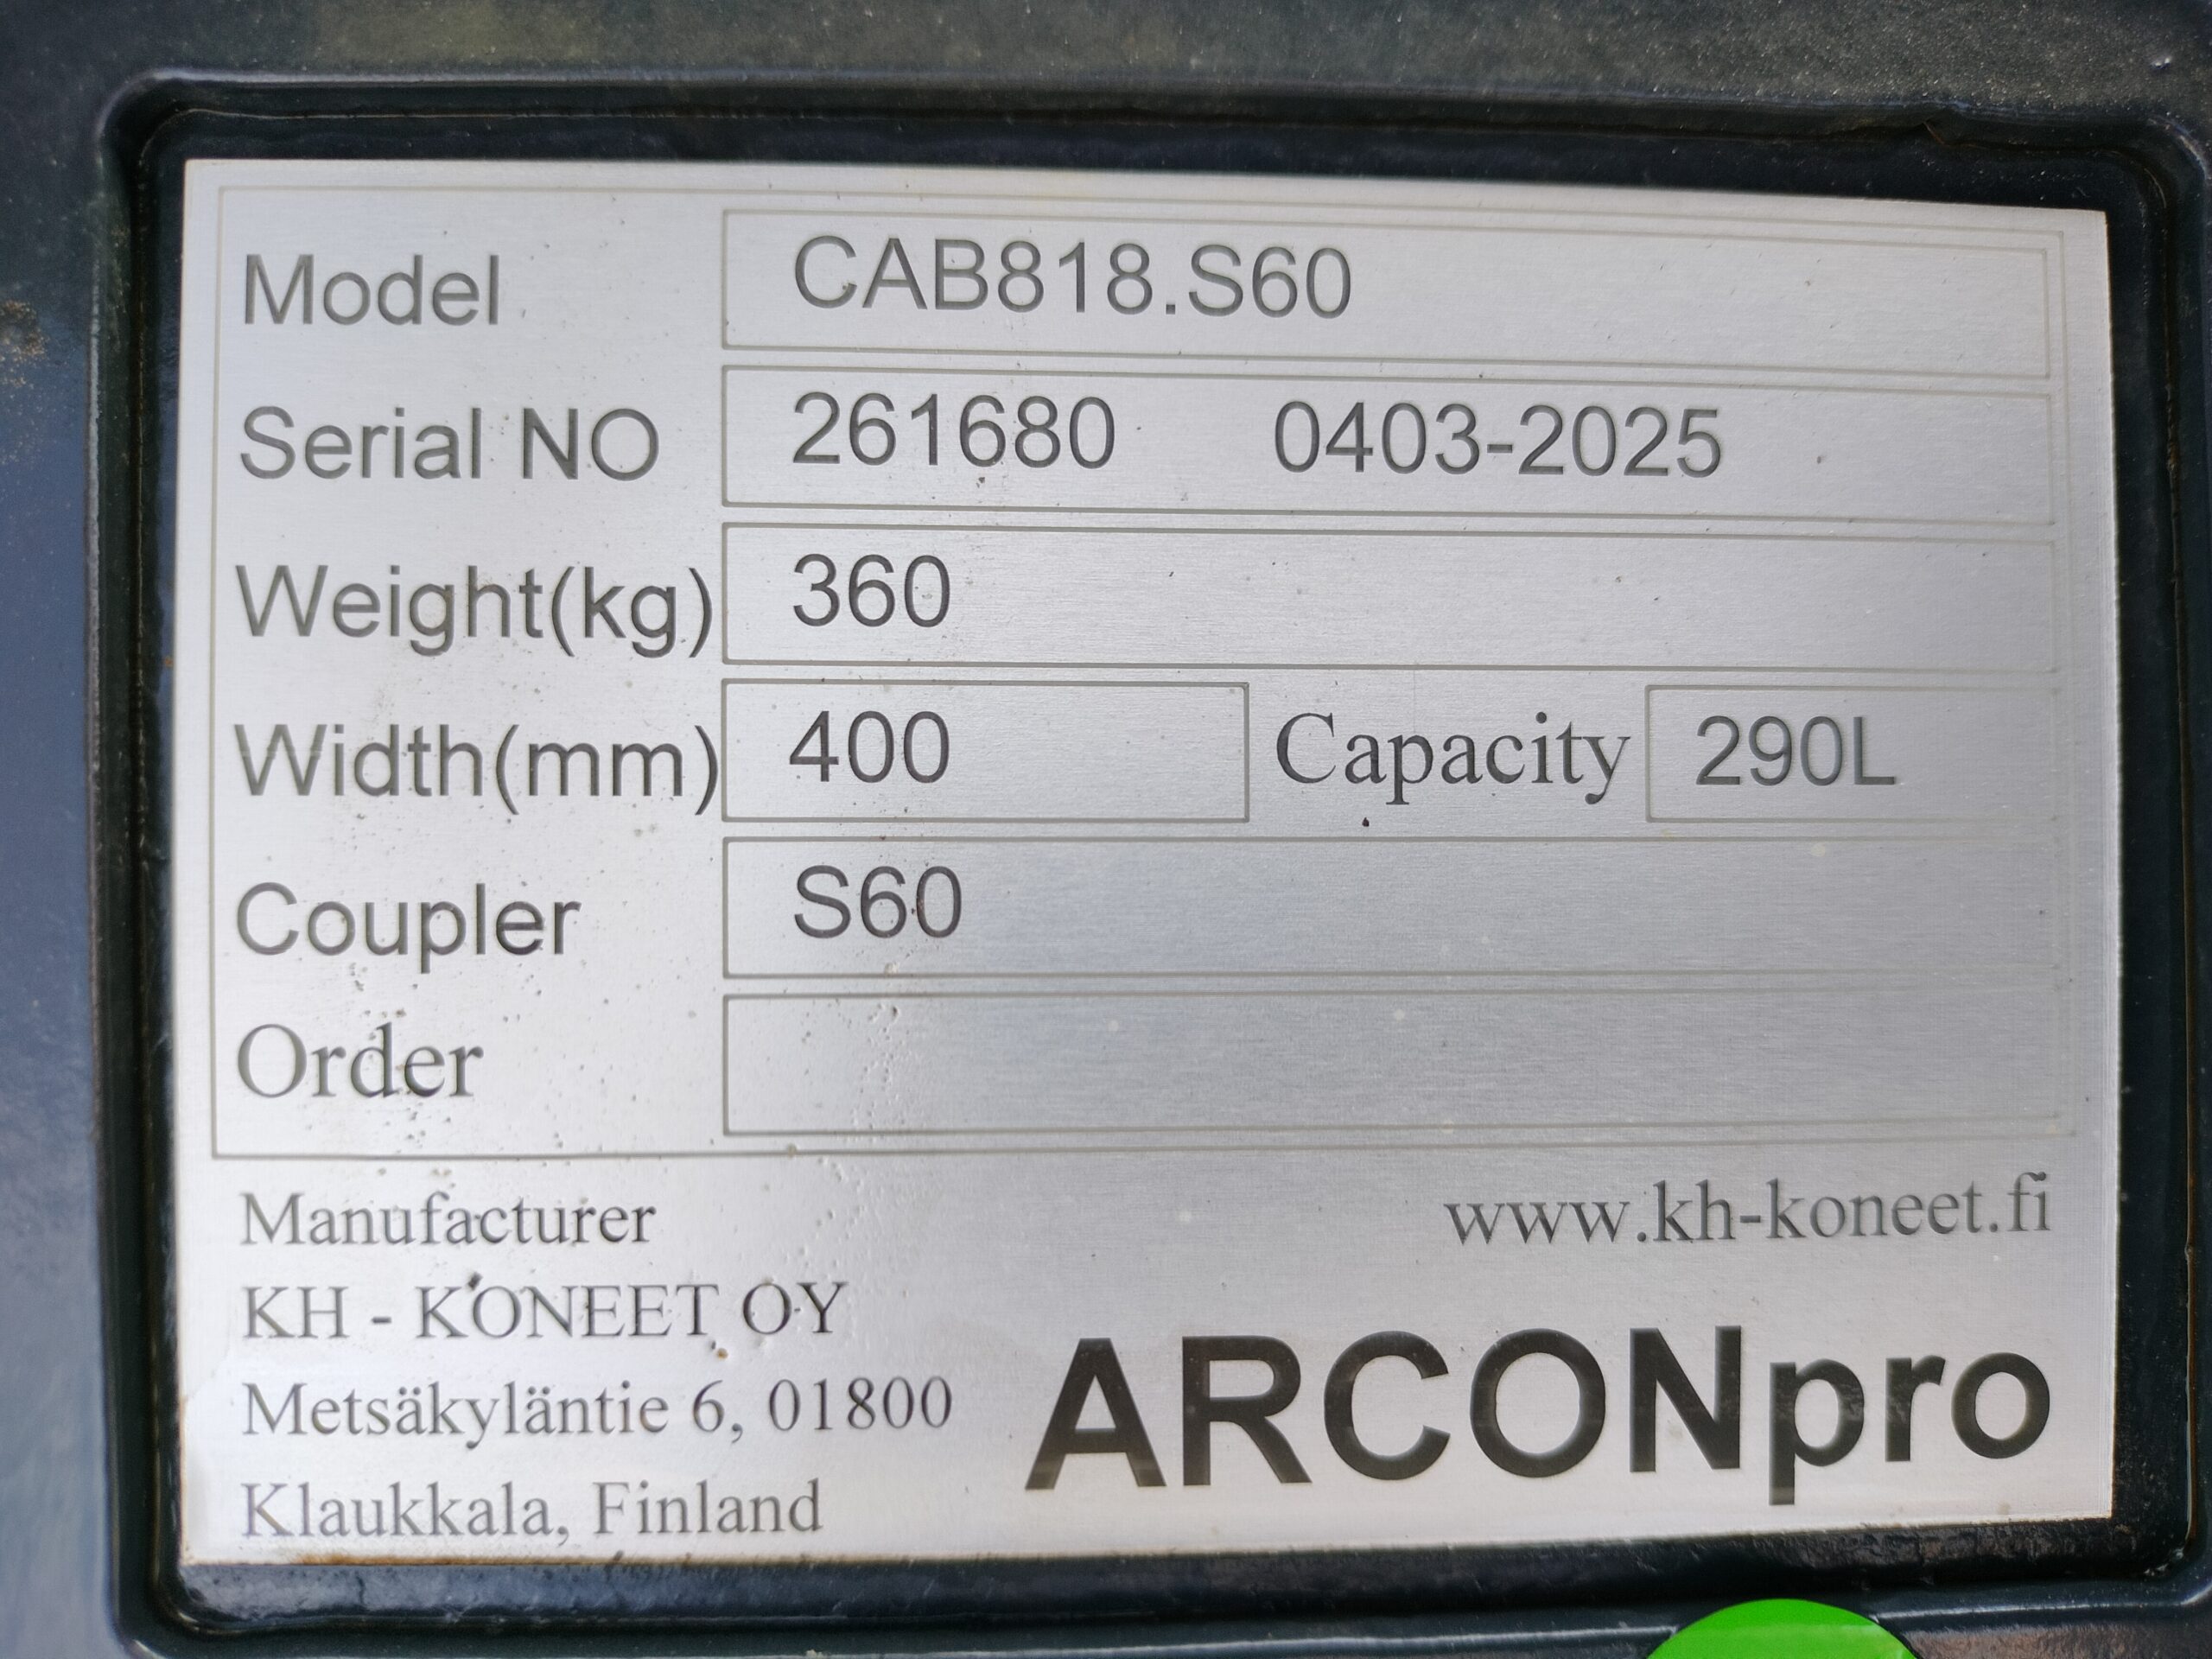 Model CAB818.S60
Serial NO 261680 0403-2025
Weight(kg) 360
Width(mm) 400 Capacity 290L
Coupler S60
Order
Manufacturer
www.kh-koneet.fi
KH - KONEET OY
Metsäkyläntie 6, 01800
Klaukkala, Finland
ARCONpro